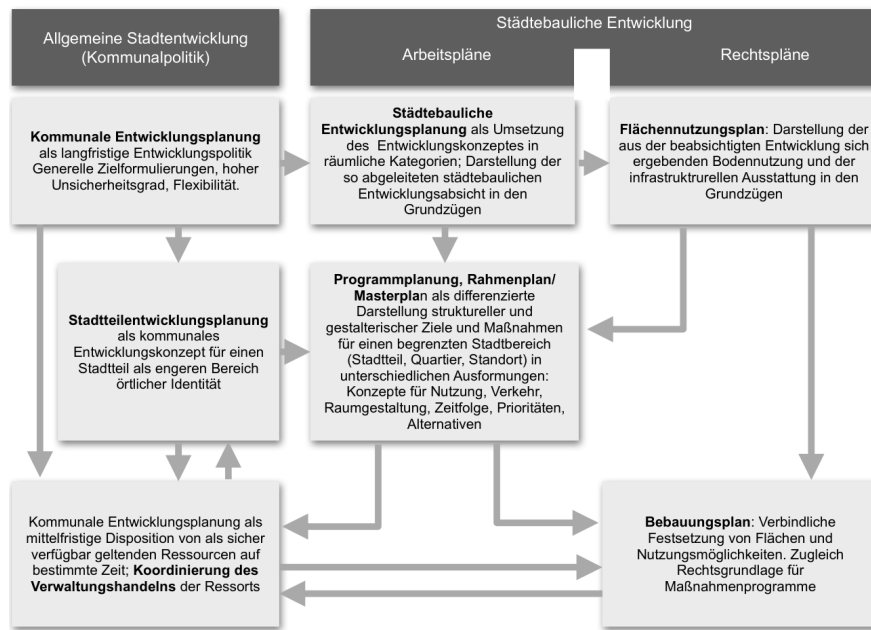 Allgemeine Stadtentwicklung
(Kommunalpolitik)
Städtebauliche Entwicklung
Arbeitspläne
Rechtspläne
Kommunale Entwicklungsplanung
als langfristige Entwicklungspolitik
Generelle Zielformulierungen, hoher
Unsicherheitsgrad, Flexibilität.
Städtebauliche
Entwicklungsplanung als Umsetzung
des Entwicklungskonzeptes in
räumliche Kategorien; Darstellung der
so abgeleiteten städtebaulichen
Entwicklungsabsicht in den
Grundzügen
Flächennutzungsplan: Darstellung der
aus der beabsichtigten Entwicklung sich
ergebenden Bodennutzung und der
infrastrukrurellen Ausstattung in den
Grundzügen
Stadtteilentwicklungsplanung
als kommunales
Entwicklungskonzept für einen
Stadtteil als engeren Bereich
örtlicher Identität
Programmplanung, Rahmenplan/
Masterplan als differenzierte
Darstellung struktureller und
gestalterischer Ziele und Maßnahmen
für einen begrenzten Stadtbereich
(Stadtteil, Quartier, Standort) in
unterschiedlichen Ausformungen:
Konzepte für Nutzung, Verkehr,
Raumgestaltung, Zeitfolge, Prioritäten,
Alternativen
Kommunale Entwicklungsplanung als
mittelfristige Disposition von als sicher
verfügbar geltenden Ressourcen auf
bestimmte Zeit; Koordinierung des
Verwaltungshandelns der Ressorts
Bebauungsplan: Verbindliche
Festsetzung von Flächen und
Nutzungsmöglichkeiten. Zugleich
Rechtsgrundlage für
Maßnahmenprogramme